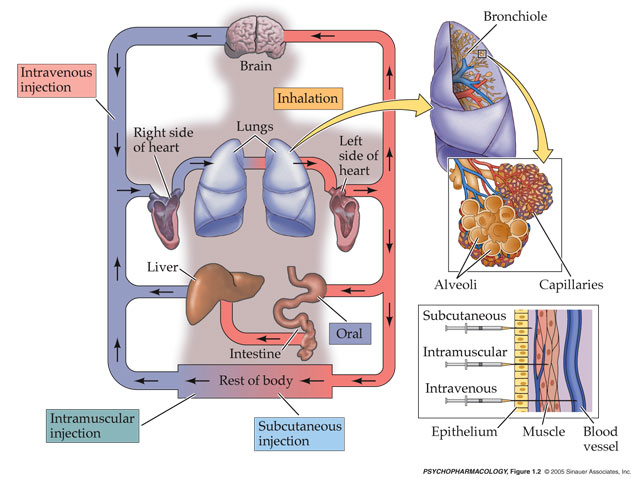 Bronchiole
Brain
Intravenous
injection
Inhalation
Right side
of heart
Lungs
Left
side of
heart
Liver
Oral
Intestine
Rest of body
Intramuscular
injection
Subcutaneous
injection
Alveoli
Capillaries
Subcutaneous
Intramuscular
Intravenous
Epithelium
Muscle
Blood
vessel
PSYCHOPHARMACOLOGY, Figure 1.2 © 2005 Sinauer Associates, Inc.